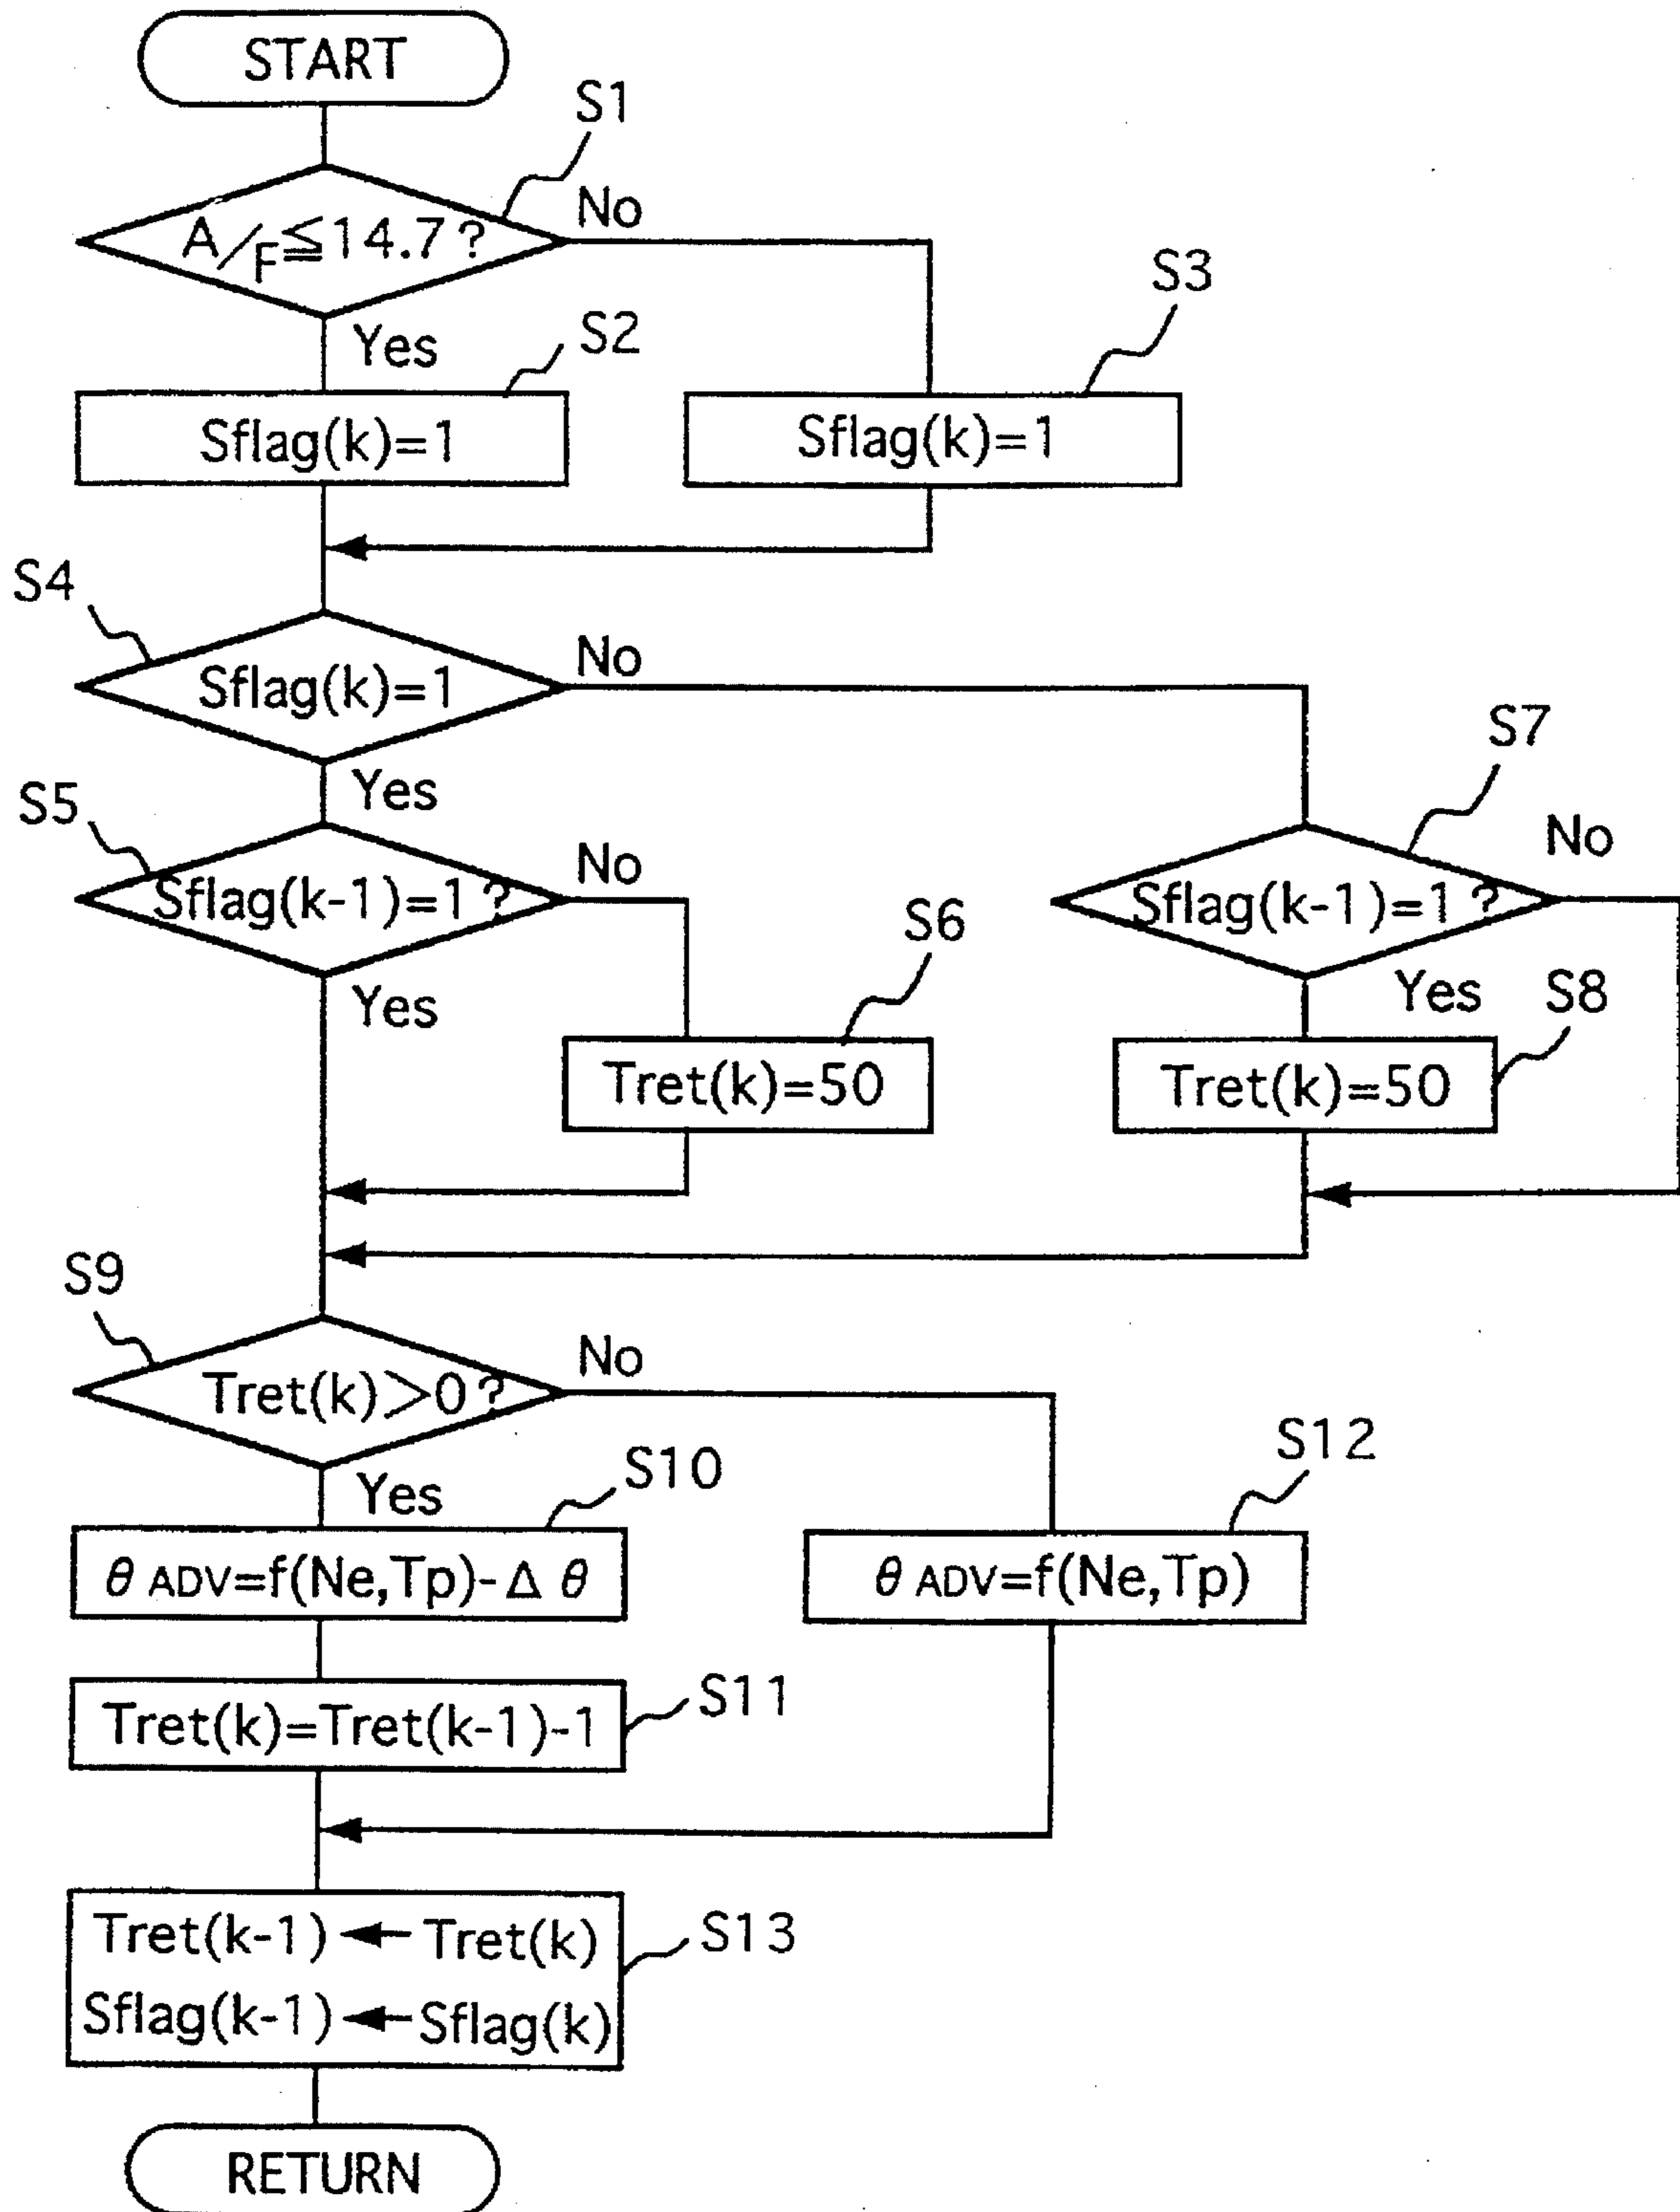 START
S1
A/F≦14.7?
No
Yes
S2
S3
Sflag(k)=1
Sflag(k)=1
S4
Sflag(k)=1
No
Yes
S5
S7
Sflag(k-1)=1?
No
Sflag(k-1)=1?
No
Yes
S6
Yes
S8
Tret(k)=50
Tret(k)=50
S9
Tret(k)>0?
No
Yes
S10
S12
θ ADV=f(Ne,Tp)-Δ θ
θ ADV=f(Ne,Tp)
S11
Tret(k)=Tret(k-1)-1
S13
Tret(k-1) ← Tret(k)
Sflag(k-1) ← Sflag(k)
RETURN